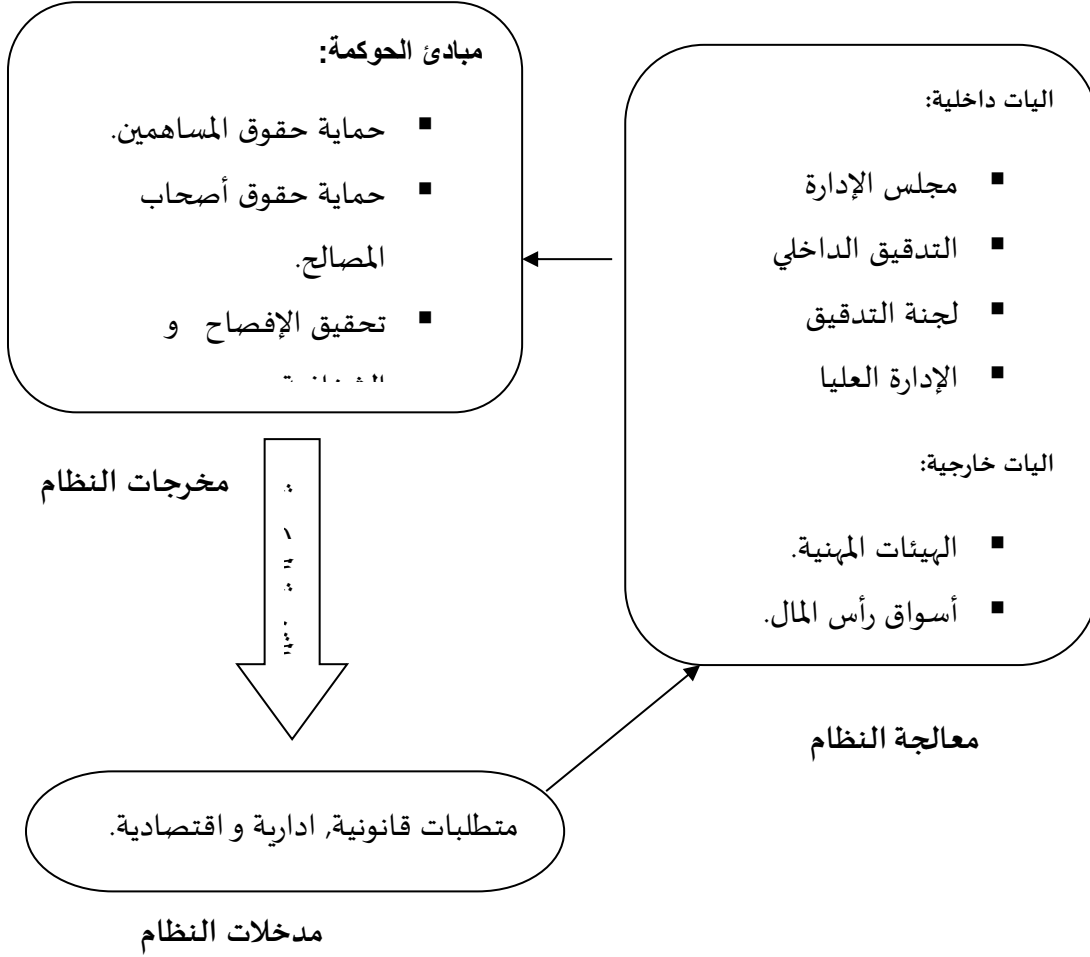 مبادئ الحوكمة:
▪ حماية حقوق المساهمين.
▪ حماية حقوق أصحاب
المصالح.
▪ تحقيق الإفصاح و
اليات داخلية:
▪ مجلس الإدارة
▪ التدقيق الداخلي
▪ لجنة التدقيق
▪ الإدارة العليا
اليات خارجية:
▪ الهيئات المهنية.
▪ أسواق رأس المال.
مخرجات النظام
معالجة النظام
متطلبات قانونية, ادارية و اقتصادية.
مدخلات النظام